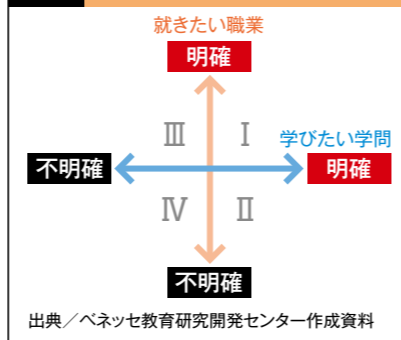 就きたい職業
明確
Ⅲ Ⅰ
学びたい学問
不明確
明確
Ⅳ Ⅱ
不明確
出典／ベネッセ教育研究開発センター作成資料